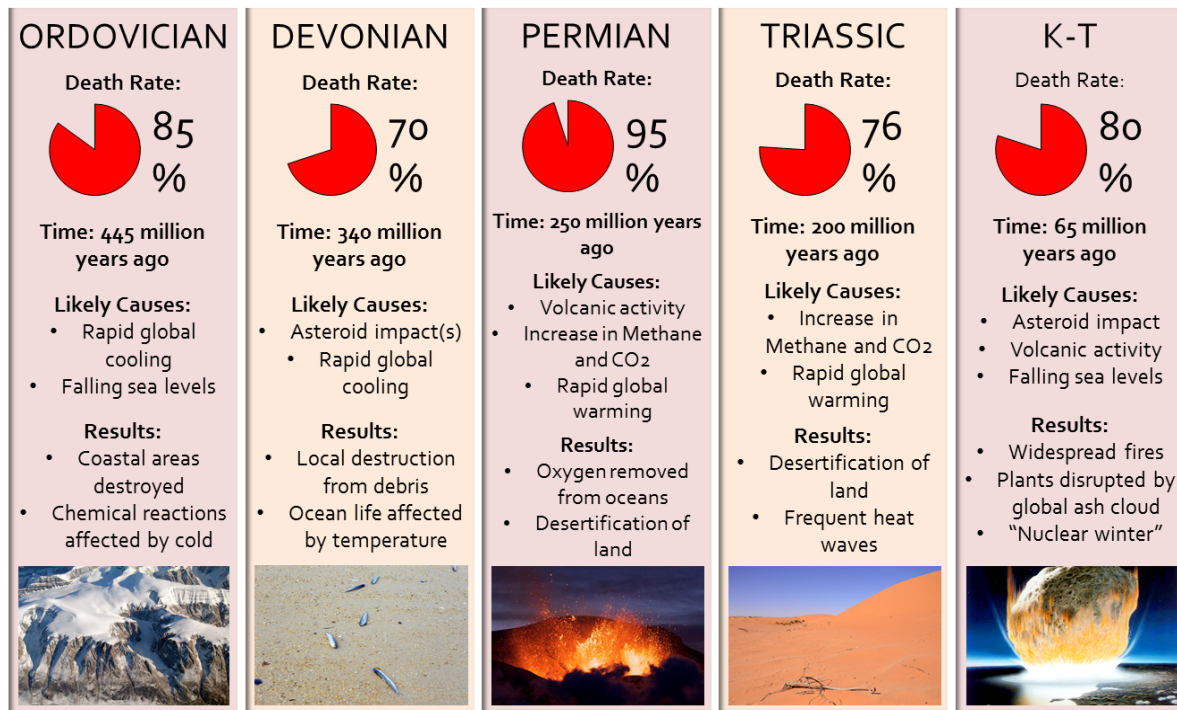 ORDOVICIAN
Death Rate:
85
%
Time: 445 million
years ago
Likely Causes:
• Rapid global
cooling
• Falling sea levels
Results:
• Coastal areas
destroyed
• Chemical reactions
affected by cold
DEVONIAN
Death Rate:
70
%
Time: 340 million
years ago
Likely Causes:
• Asteroid impact(s)
• Rapid global
cooling
Results:
• Local destruction
from debris
• Ocean life affected
by temperature
PERMIAN
Death Rate:
95
%
Time: 250 million years
ago
Likely Causes:
• Volcanic activity
• Increase in Methane
and CO2
• Rapid global
warming
Results:
• Oxygen removed
from oceans
• Desertification of
land
TRIASSIC
Death Rate:
76
%
Time: 200 million
years ago
Likely Causes:
• Increase in
Methane and CO2
• Rapid global
warming
Results:
• Desertification of
land
• Frequent heat
waves
K-T
Death Rate:
80
%
Time: 65 million
years ago
Likely Causes:
• Asteroid impact
• Volcanic activity
• Falling sea levels
Results:
• Widespread fires
• Plants disrupted by
global ash cloud
• “Nuclear winter”